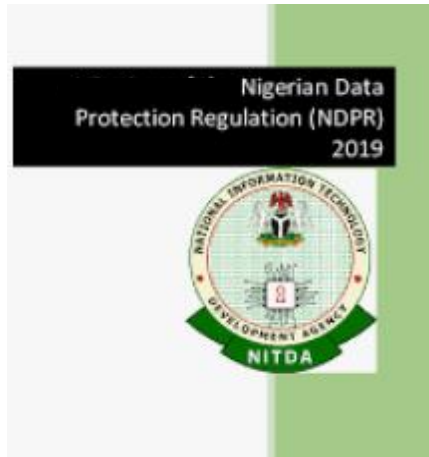 Nigerian Data
Protection Regulation (NDPR)
2019
NATIONAL INFORMATION TECHNOLOGY
DEVELOPMENT AGENCY
NITDA